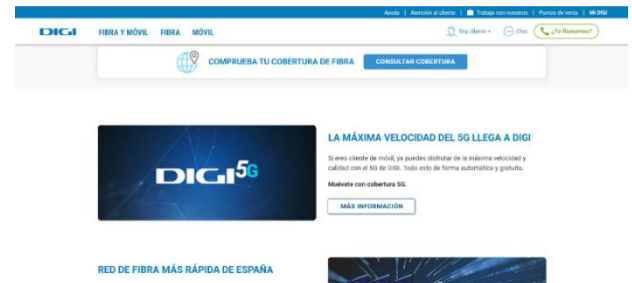 Ayuda | Atención al cliente | Trabaja con nosotros | Puntos de venta | Mi DIGI
DIGI FIBRA Y MÓVIL FIBRA MÓVIL Soy cliente Chat ¿Te llamamos?
COMPRUEBA TU COBERTURA DE FIBRA CONSULTAR COBERTURA
LA MÁXIMA VELOCIDAD DEL 5G LLEGA A DIGI
Si eres cliente de móvil, ya puedes disfrutar de la máxima velocidad y
calidad con el 5G de DIGI. Todo esto de forma automática y gratuita.
DIGI 5G
Muévete con cobertura 5G.
MÁS INFORMACIÓN
RED DE FIBRA MÁS RÁPIDA DE ESPAÑA